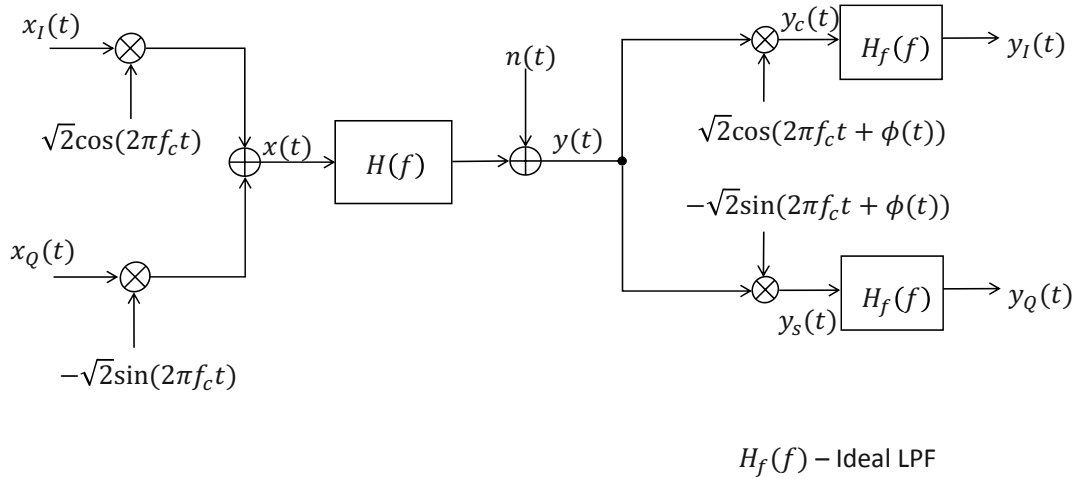 x_I(t)
√2cos(2πf_ct)
x_Q(t)
−√2sin(2πf_ct)
x(t)
H(f)
n(t)
y(t)
y_c(t)
H_f(f)
y_I(t)
√2cos(2πf_ct + ϕ(t))
−√2sin(2πf_ct + ϕ(t))
y_s(t)
H_f(f)
y_Q(t)
H_f(f) – Ideal LPF